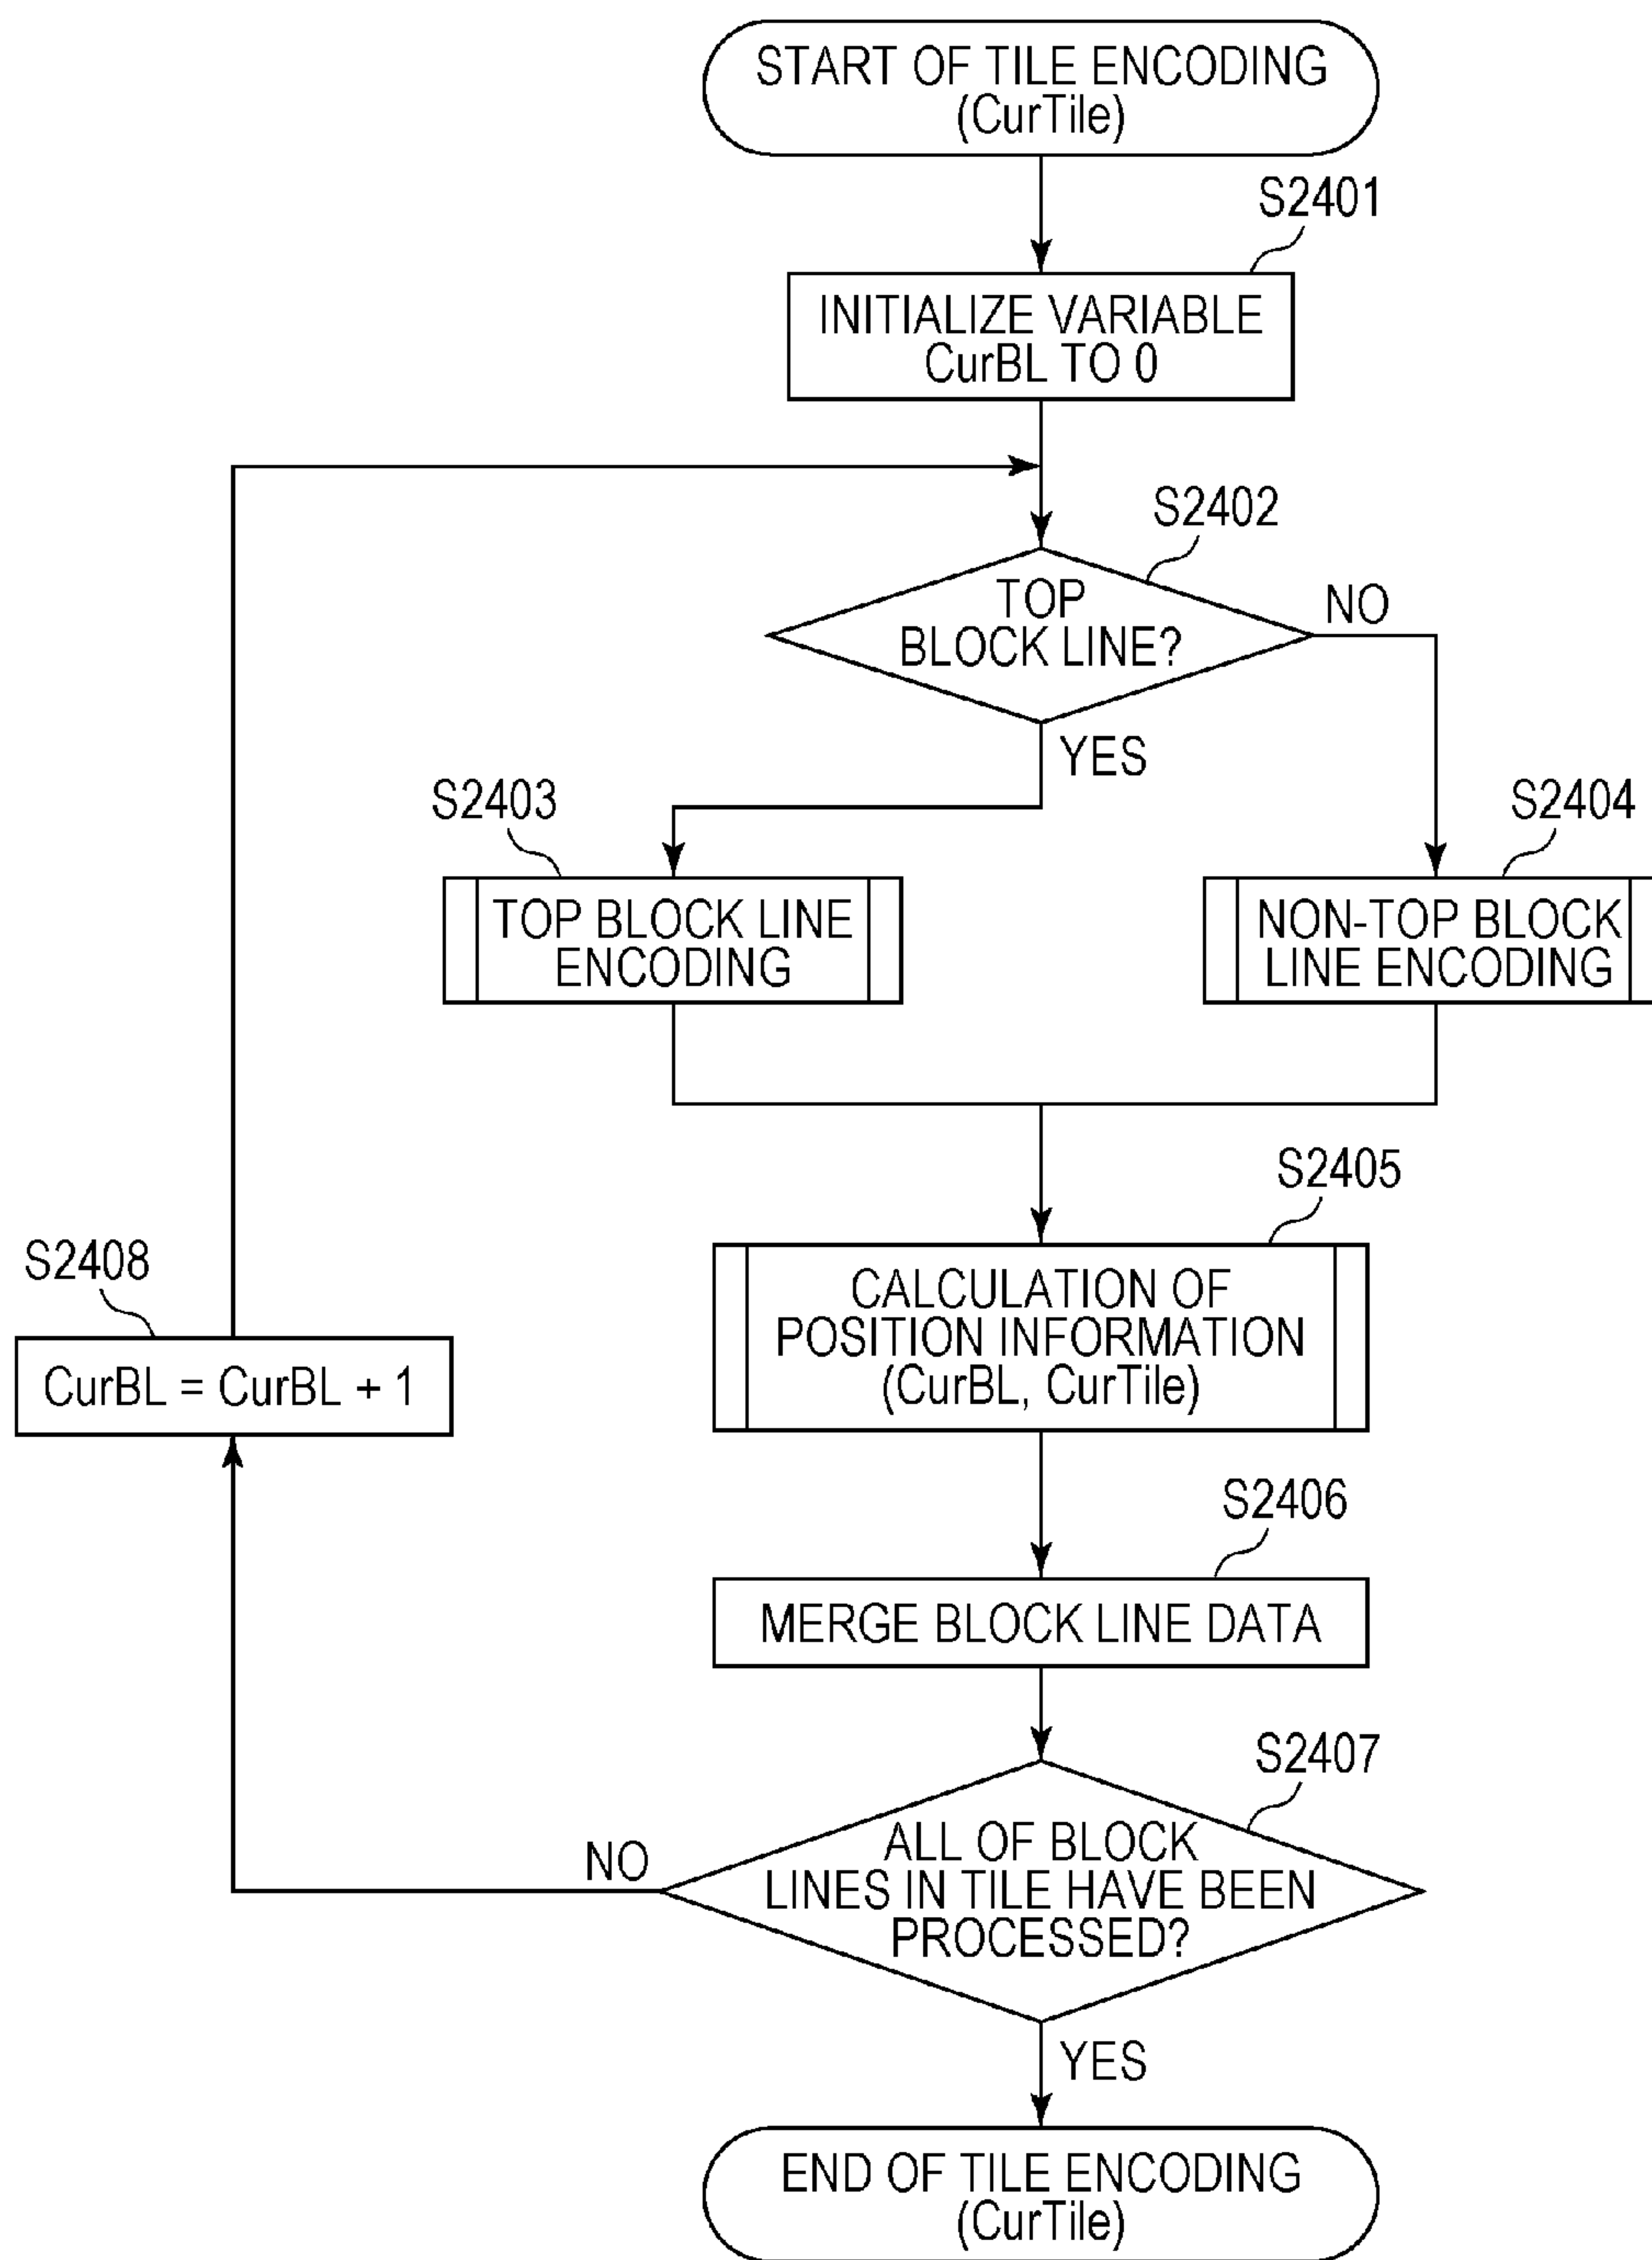 START OF TILE ENCODING
(CurTile)
S2401
INITIALIZE VARIABLE
CurBL TO 0
S2402
TOP
BLOCK LINE?
NO
YES
S2403
TOP BLOCK LINE
ENCODING
S2404
NON-TOP BLOCK
LINE ENCODING
S2405
CALCULATION OF
POSITION INFORMATION
(CurBL, CurTile)
S2408
CurBL = CurBL + 1
S2406
MERGE BLOCK LINE DATA
S2407
ALL OF BLOCK
LINES IN TILE HAVE BEEN
PROCESSED?
NO
YES
END OF TILE ENCODING
(CurTile)